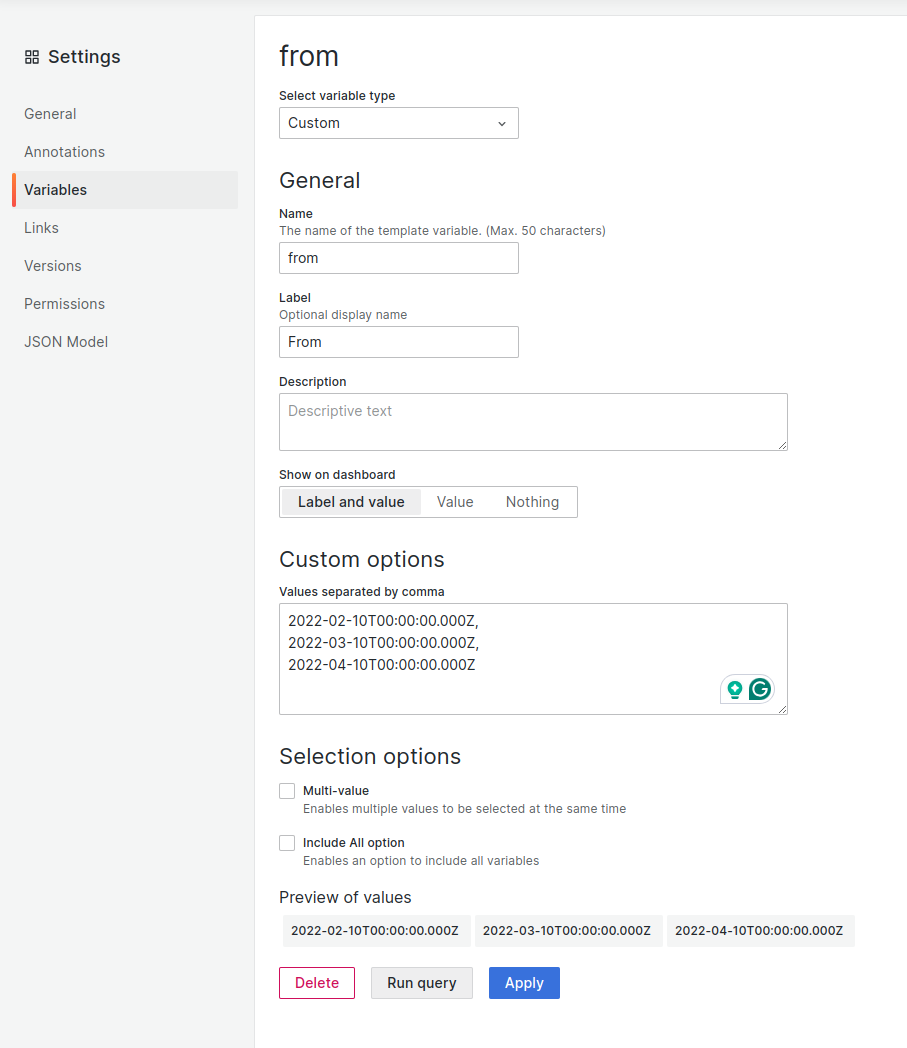 Settings
General
Annotations
Variables
Links
Versions
Permissions
JSON Model
from
Select variable type
Custom
General
Name
The name of the template variable. (Max. 50 characters)
from
Label
Optional display name
From
Description
Descriptive text
Show on dashboard
Label and value Value Nothing
Custom options
Values separated by comma
2022-02-10T00:00:00.000Z,
2022-03-10T00:00:00.000Z,
2022-04-10T00:00:00.000Z
Selection options
Multi-value
Enables multiple values to be selected at the same time
Include All option
Enables an option to include all variables
Preview of values
2022-02-10T00:00:00.000Z 2022-03-10T00:00:00.000Z 2022-04-10T00:00:00.000Z
Delete Run query Apply